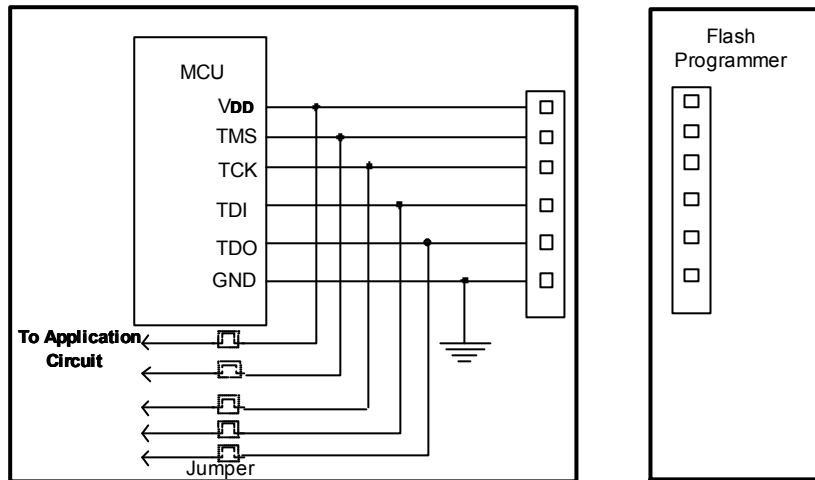 MCU
VDD
TMS
TCK
TDI
TDO
GND
To Application
Circuit
Jumper
Flash
Programmer